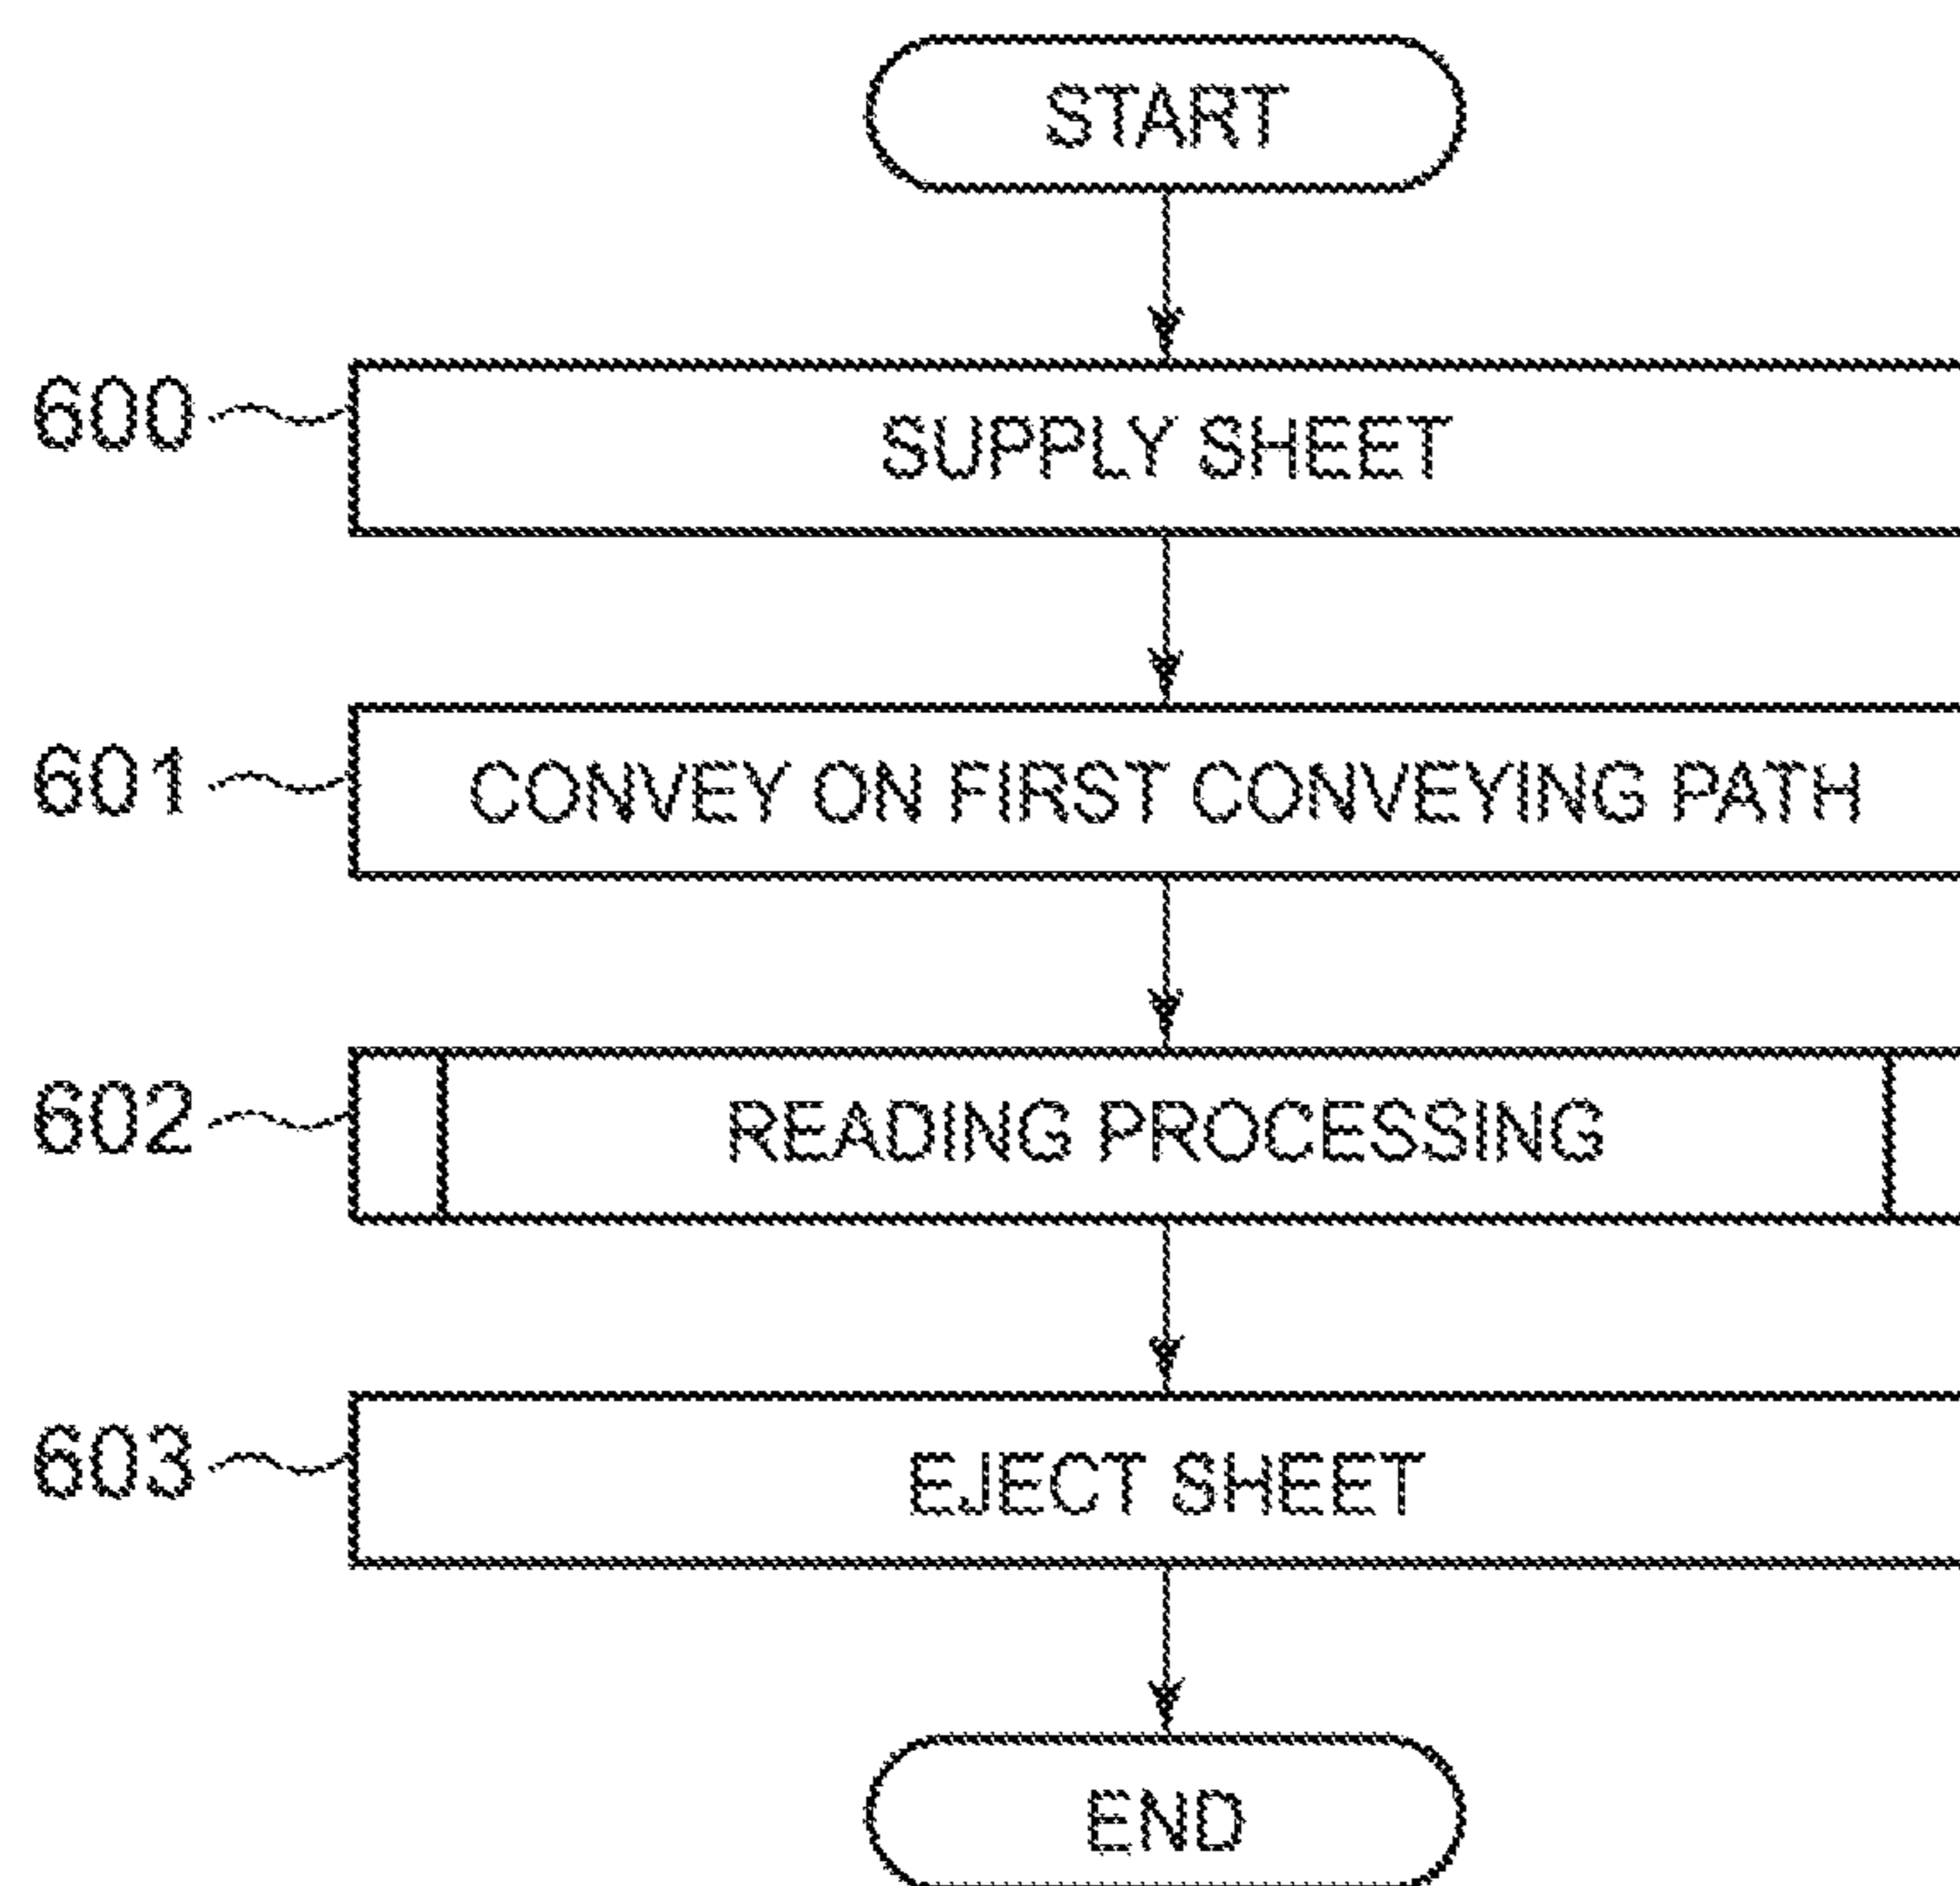 START
600 SUPPLY SHEET
601 CONVEY ON FIRST CONVEYING PATH
602 READING PROCESSING
603 EJECT SHEET
END